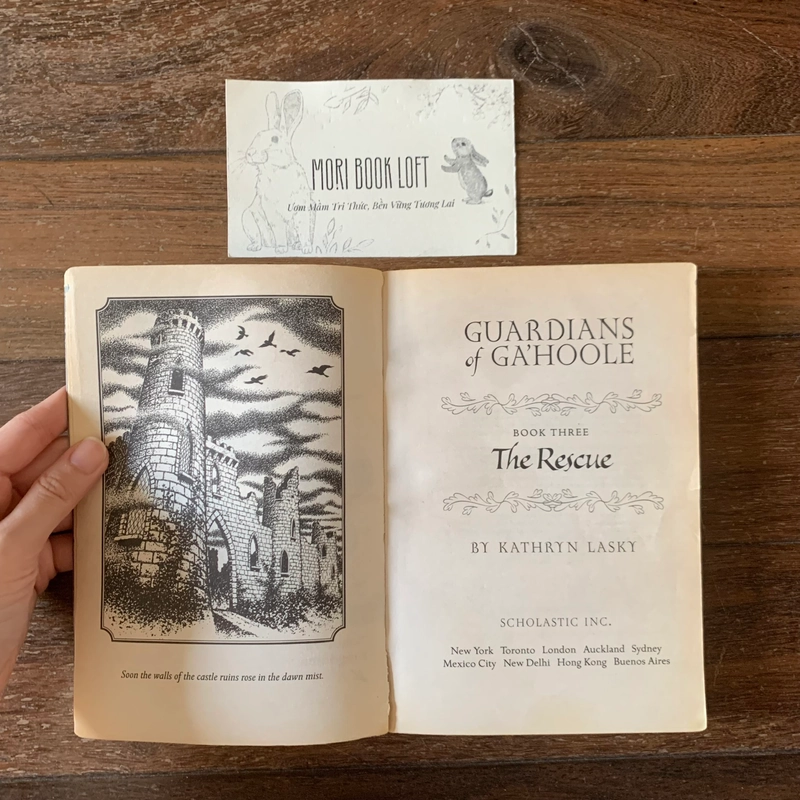 MORI BOOK LOFT
Ươm Mầm Tri Thức, Bền Vững Tương Lai
GUARDIANS
of GA'HOOLE
BOOK THREE
The Rescue
BY KATHRYN LASKY
SCHOLASTIC INC.
New York Toronto London Auckland Sydney
Mexico City New Delhi Hong Kong Buenos Aires
Soon the walls of the castle ruins rose in the dawn mist.